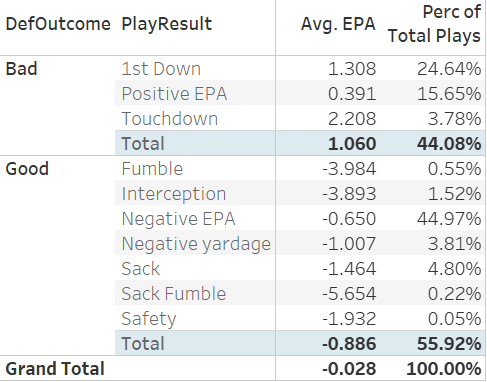 Perc of
DefOutcome PlayResult Avg. EPA Total Plays
Bad 1st Down 1.308 24.64%
Positive EPA 0.391 15.65%
Touchdown 2.208 3.78%
Total 1.060 44.08%
Good Fumble -3.984 0.55%
Interception -3.893 1.52%
Negative EPA -0.650 44.97%
Negative yardage -1.007 3.81%
Sack -1.464 4.80%
Sack Fumble -5.654 0.22%
Safety -1.932 0.05%
Total -0.886 55.92%
Grand Total -0.028 100.00%